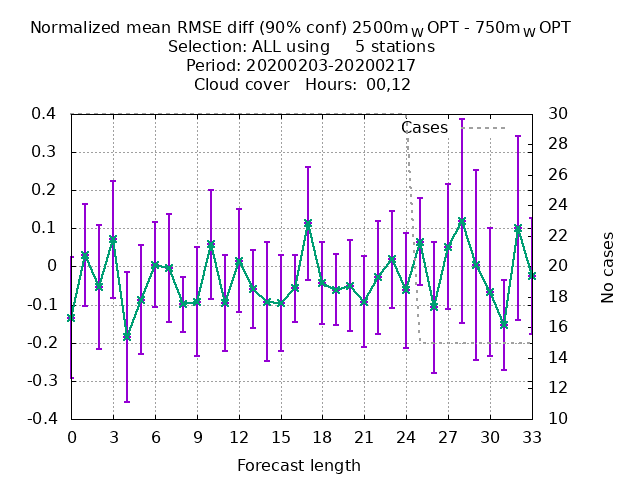 Normalized mean RMSE diff (90% conf) 2500m W OPT - 750m W OPT
Selection: ALL using 5 stations
Period: 20200203-20200217
Cloud cover Hours: 00,12
Cases
0.4
0.3
0.2
0.1
0
-0.1
-0.2
-0.3
-0.4
30
28
26
24
22
20
18
16
14
12
10
No cases
0 3 6 9 12 15 18 21 24 27 30 33
Forecast length